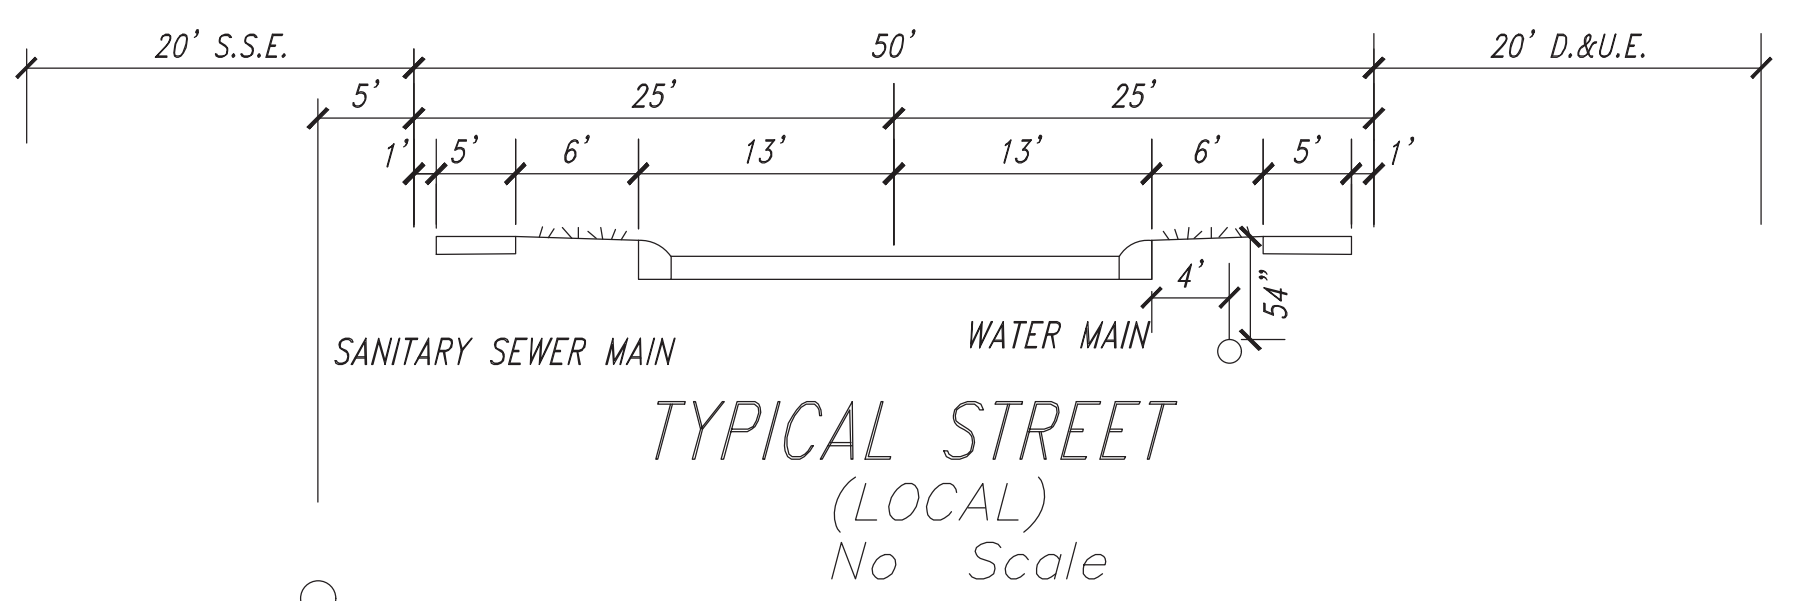 20' S.S.E. 50' 20' D.&U.E.
5' 25' 25'
1' 5' 6' 13' 13' 6' 5' 1'
4'
54"
WATER MAIN
SANITARY SEWER MAIN
TYPICAL STREET
(LOCAL)
No Scale